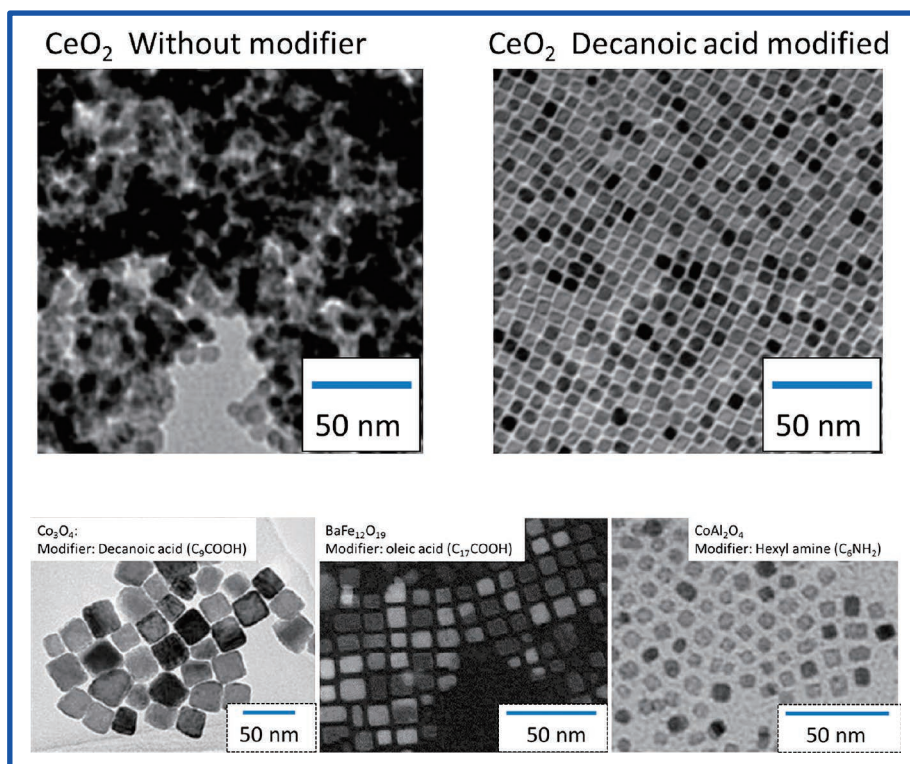 CeO₂ Without modifier
CeO₂ Decanoic acid modified
50 nm
50 nm
Co₃O₄:
Modifier: Decanoic acid (C₉COOH)
BaFe₁₂O₁₉
Modifier: oleic acid (C₁₇COOH)
CoAl₂O₄
Modifier: Hexyl amine (C₆NH₂)
50 nm
50 nm
50 nm